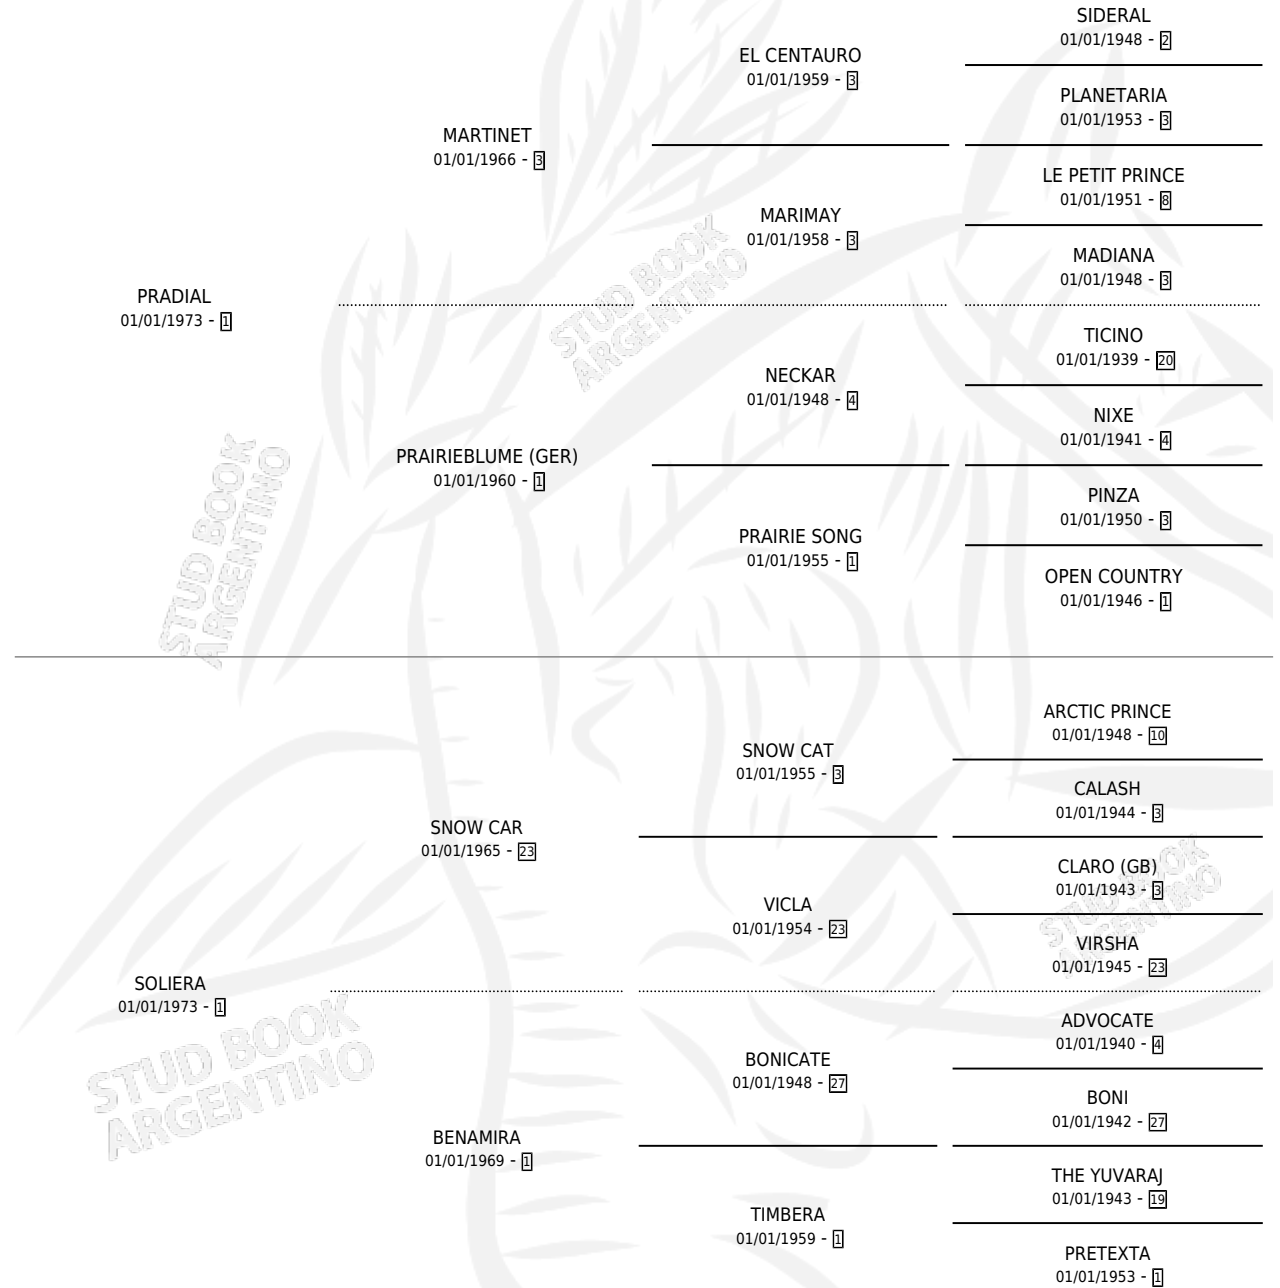 SIDERAL
01/01/1948 - 2
EL CENTAURO
01/01/1959 - 3
PLANETARIA
01/01/1953 - 3
MARTINET
01/01/1966 - 3
LE PETIT PRINCE
01/01/1951 - 8
MARIMAY
01/01/1958 - 3
MADIANA
01/01/1948 - 3
PRADIAL
01/01/1973 - 1
TICINO
01/01/1939 - 20
NECKAR
01/01/1948 - 4
NIXE
01/01/1941 - 4
PRAIRIEBLUME (GER)
01/01/1960 - 1
PINZA
01/01/1950 - 3
PRAIRIE SONG
01/01/1955 - 1
OPEN COUNTRY
01/01/1946 - 1
ARCTIC PRINCE
01/01/1948 - 10
SNOW CAT
01/01/1955 - 3
CALASH
01/01/1944 - 3
SNOW CAR
01/01/1965 - 23
CLARO (GB)
01/01/1943 - 3
VICLA
01/01/1954 - 23
VIRSHA
01/01/1945 - 23
SOLIERA
01/01/1973 - 1
ADVOCATE
01/01/1940 - 4
BONICATE
01/01/1948 - 27
BONI
01/01/1942 - 27
BENAMIRA
01/01/1969 - 1
THE YUVARAJ
01/01/1943 - 19
TIMBERA
01/01/1959 - 1
PRETEXTA
01/01/1953 - 1
STUD BOOK
ARGENTINO
STUD BOOK
ARGENTINO
STUD BOOK
ARGENTINO
STUD BOOK
ARGENTINO